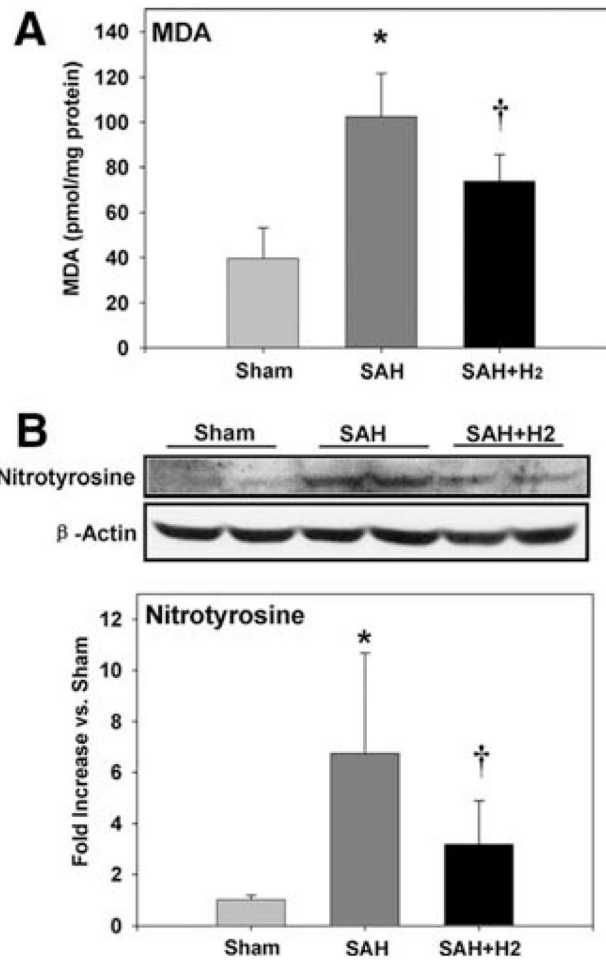 A
MDA
MDA (pmol/mg protein)
140
120
100
80
60
40
20
0
*
†
Sham SAH SAH+H2
B
Sham SAH SAH+H2
Nitrotyrosine
β-Actin
Nitrotyrosine
Fold Increase vs. Sham
12
10
8
6
4
2
0
*
†
Sham SAH SAH+H2